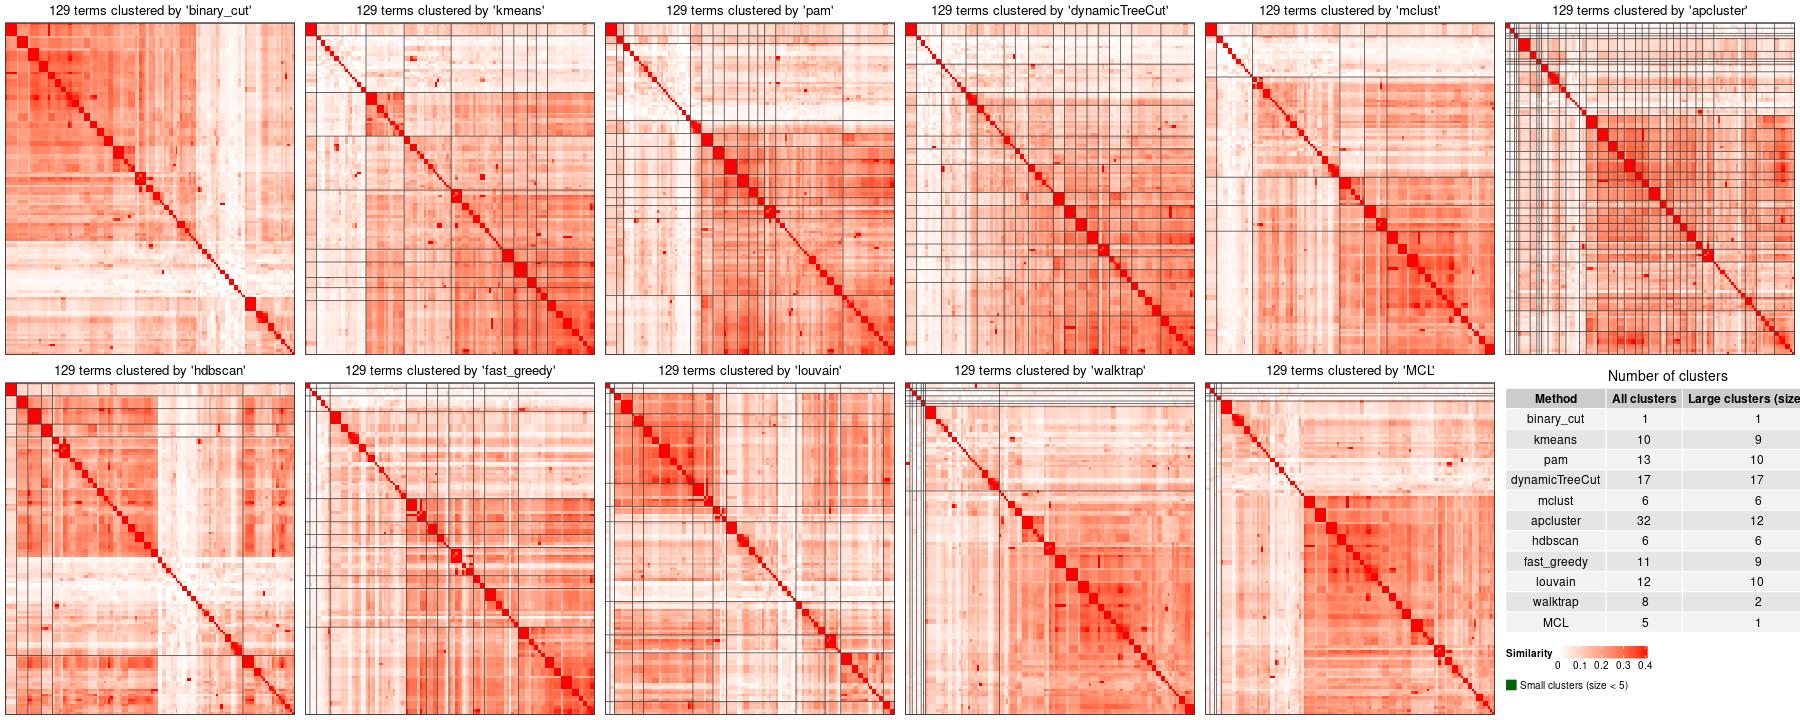 129 terms clustered by 'binary_cut'
129 terms clustered by 'kmeans'
129 terms clustered by 'pam'
129 terms clustered by 'dynamicTreeCut'
129 terms clustered by 'mclust'
129 terms clustered by 'apcluster'
129 terms clustered by 'hdbscan'
129 terms clustered by 'fast_greedy'
129 terms clustered by 'louvain'
129 terms clustered by 'walktrap'
129 terms clustered by 'MCL'
Number of clusters
Method All clusters Large clusters (size
binary_cut 1 1
kmeans 10 9
pam 13 10
dynamicTreeCut 17 17
mclust 6 6
apcluster 32 12
hdbscan 6 6
fast_greedy 11 9
louvain 12 10
walktrap 8 2
MCL 5 1
Similarity
0 0.1 0.2 0.3 0.4
Small clusters (size < 5)